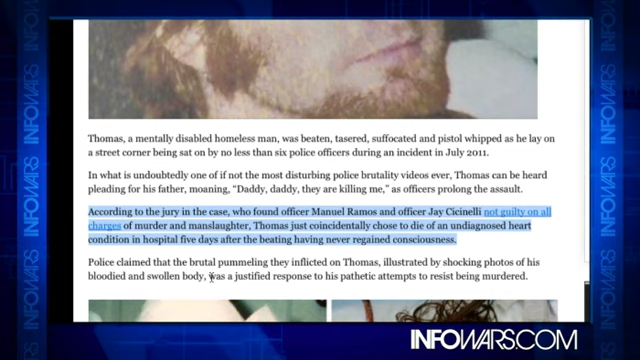 Thomas, a mentally disabled homeless man, was beaten, tasered, suffocated and pistol whipped as he lay on
a street corner being sat on by no less than six police officers during an incident in July 2011.
In what is undoubtedly one of if not the most disturbing police brutality videos ever, Thomas can be heard
pleading for his father, moaning, “Daddy, daddy, they are killing me,” as officers prolong the assault.
According to the jury in the case, who found officer Manuel Ramos and officer Jay Cicinelli not guilty on all
charges of murder and manslaughter, Thomas just coincidentally chose to die of an undiagnosed heart
condition in hospital five days after the beating having never regained consciousness.
Police claimed that the brutal pummeling they inflicted on Thomas, illustrated by shocking photos of his
bloodied and swollen body, was a justified response to his pathetic attempts to resist being murdered.
INFOWARS
INFOWARS
INFOWARS
INFOWARS
INFOWARS.COM